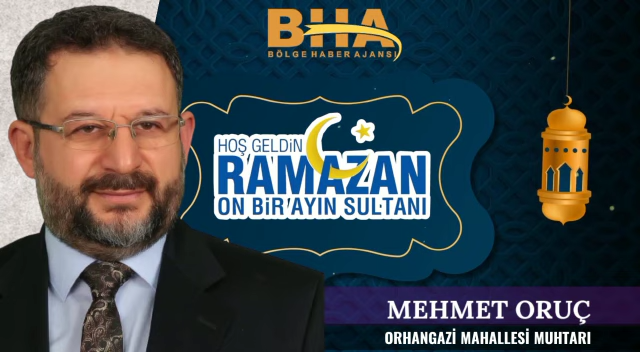 BHA
BÖLGE HABER AJANSI
HOŞ GELDİN
RAMAZAN
ON BİR'AYIN SULTANI
MEHMET ORUÇ
ORHANGAZİ MAHALLESİ MUHTARI